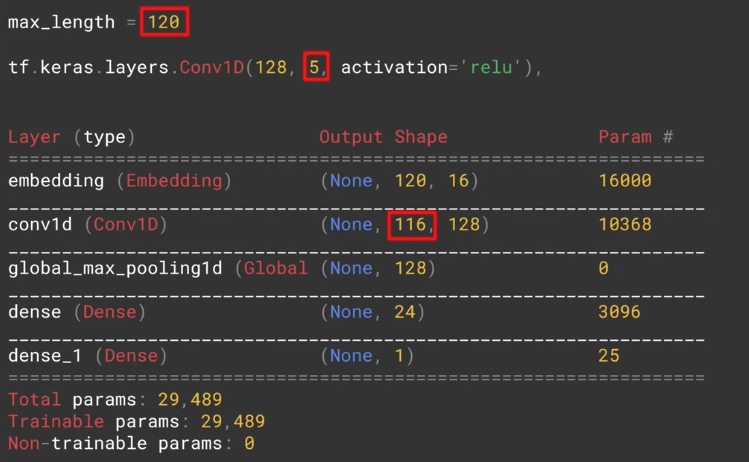 max_length = 120
tf.keras.layers.Conv1D(128, 5, activation='relu'),
Layer (type) Output Shape Param #
=================================================================
embedding (Embedding) (None, 120, 16) 16000
_________________________________________________________________
conv1d (Conv1D) (None, 116, 128) 10368
_________________________________________________________________
global_max_pooling1d (Global (None, 128) 0
_________________________________________________________________
dense (Dense) (None, 24) 3096
_________________________________________________________________
dense_1 (Dense) (None, 1) 25
=================================================================
Total params: 29,489
Trainable params: 29,489
Non-trainable params: 0